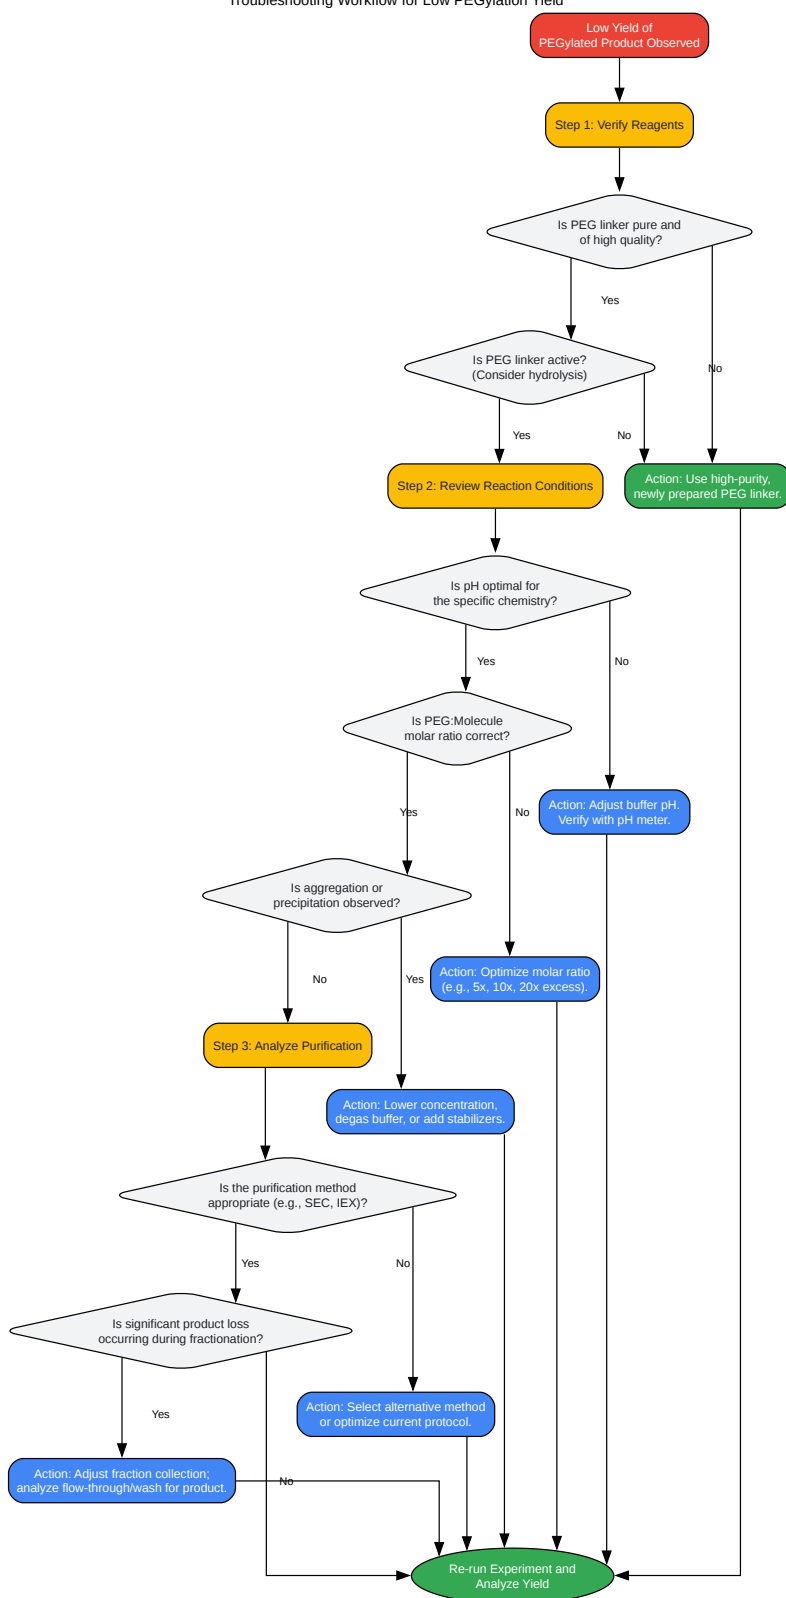 Troubleshooting Workflow for Low PEGylation Yield
Low Yield of
PEGylated Product Observed
Step 1: Verify Reagents
Is PEG linker pure and
of high quality?
Yes
No
Is PEG linker active?
(Consider hydrolysis)
Yes
No
Step 2: Review Reaction Conditions
Action: Use high-purity,
newly prepared PEG linker.
Is pH optimal for
the specific chemistry?
Yes
No
Is PEG:Molecule
molar ratio correct?
Yes
No
Action: Adjust buffer pH.
Verify with pH meter.
Is aggregation or
precipitation observed?
No
Yes
Action: Optimize molar ratio
(e.g., 5x, 10x, 20x excess).
Step 3: Analyze Purification
Action: Lower concentration,
degas buffer, or add stabilizers.
Is the purification method
appropriate (e.g., SEC, IEX)?
Yes
No
Is significant product loss
occurring during fractionation?
Yes
Action: Select alternative method
or optimize current protocol.
Action: Adjust fraction collection;
analyze flow-through/wash for product.
No
Re-run Experiment and
Analyze Yield